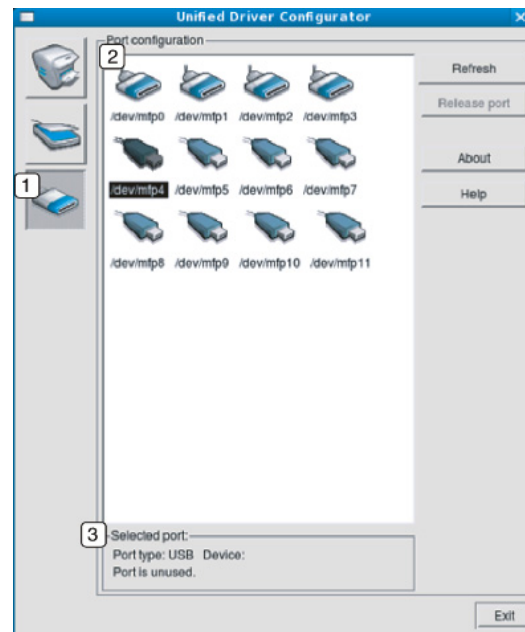 Unified Driver Configurator
Port configuration
2
Refresh
/dev/mfp0 /dev/mfp1 /dev/mfp2 /dev/mfp3
Release port
About
1
/dev/mfp4 /dev/mfp5 /dev/mfp6 /dev/mfp7
Help
/dev/mfp8 /dev/mfp9 /dev/mfp10 /dev/mfp11
3
Selected port:
Port type: USB Device:
Port is unused.
Exit